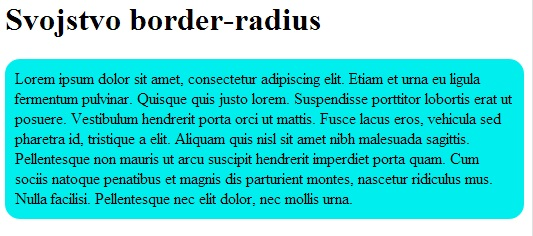 Svojstvo border-radius
Lorem ipsum dolor sit amet, consectetur adipiscing elit. Etiam et urna eu ligula
fermentum pulvinar. Quisque quis justo lorem. Suspendisse porttitor lobortis erat ut
posuere. Vestibulum hendrerit porta orci ut mattis. Fusce lacus eros, vehicula sed
pharetra id, tristique a elit. Aliquam quis nisl sit amet nibh malesuada sagittis.
Pellentesque non mauris ut arcu suscipit hendrerit imperdiet porta quam. Cum
sociis natoque penatibus et magnis dis parturient montes, nascetur ridiculus mus.
Nulla facilisi. Pellentesque nec elit dolor, nec mollis urna.